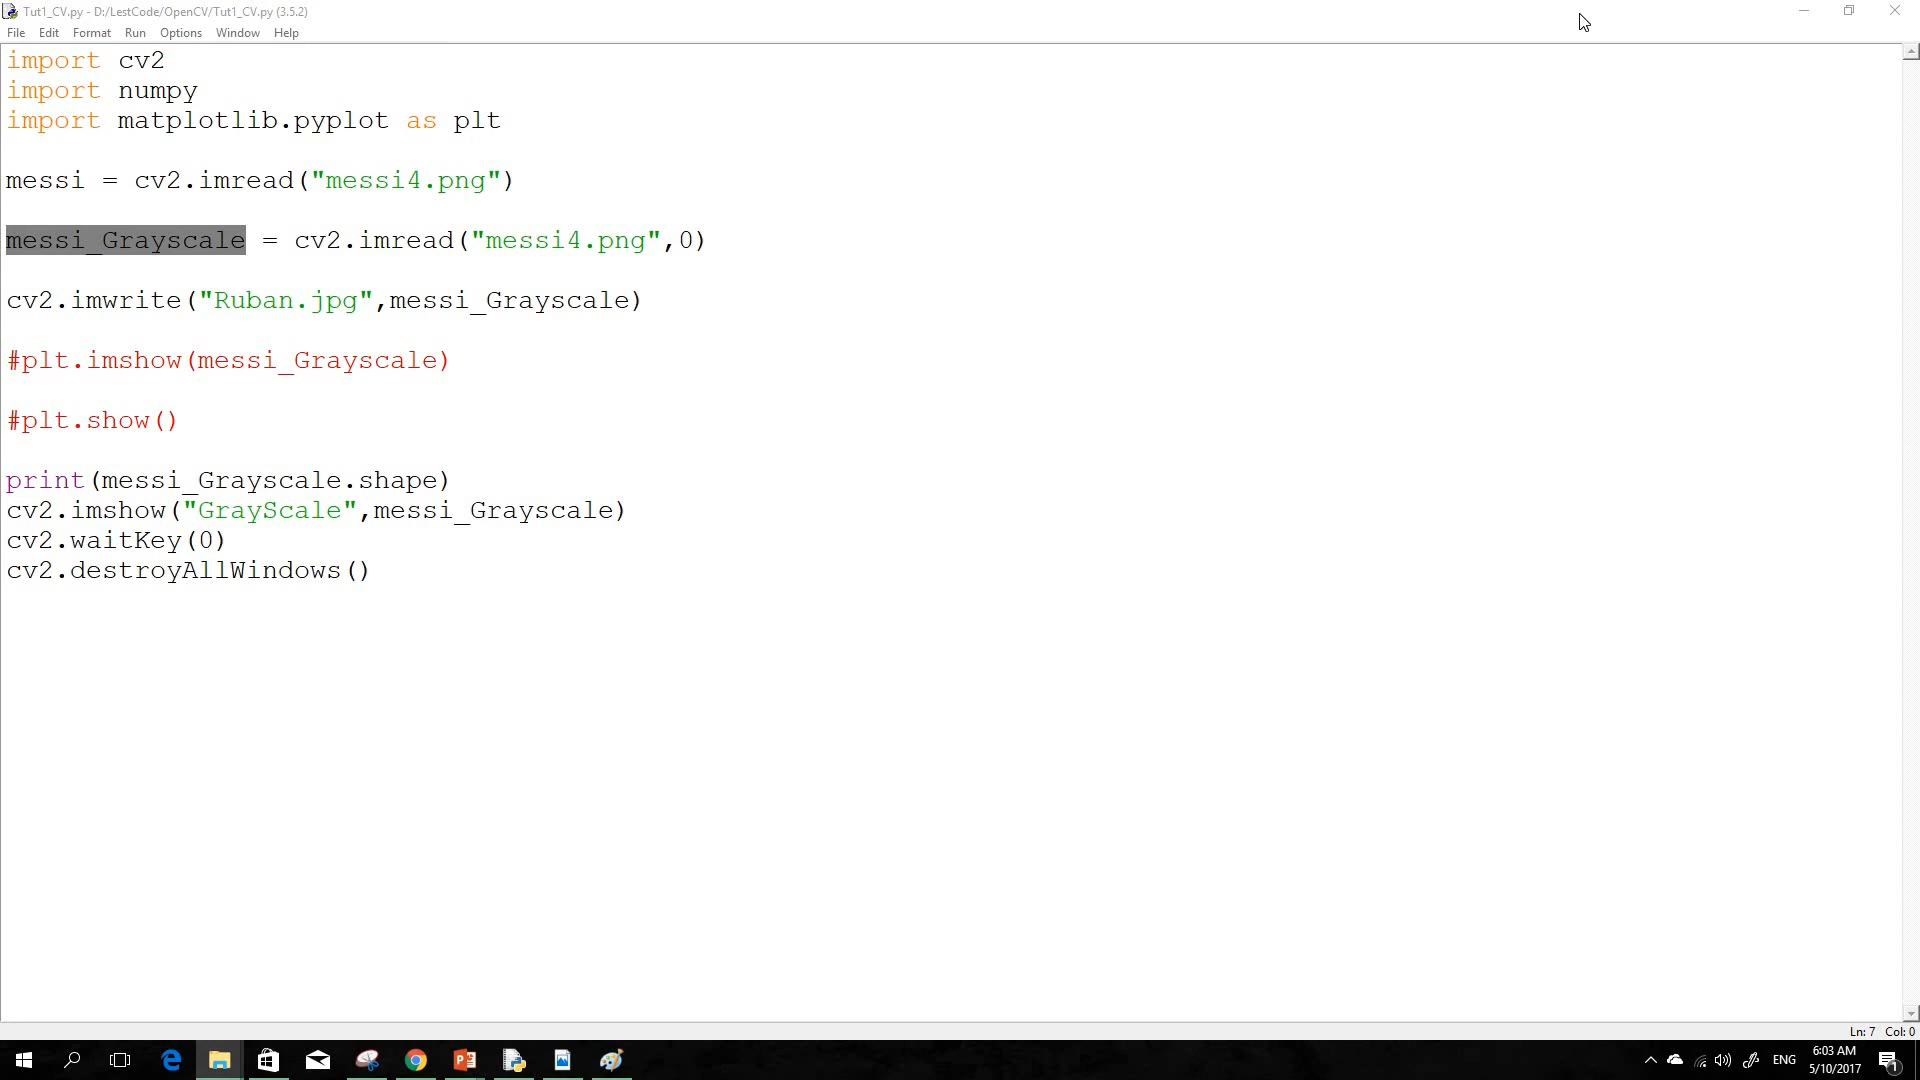 Tut1_CV.py - D:/LestCode/OpenCV/Tut1_CV.py (3.5.2)
File Edit Format Run Options Window Help
import cv2
import numpy
import matplotlib.pyplot as plt
messi = cv2.imread("messi4.png")
messi_Grayscale = cv2.imread("messi4.png",0)
cv2.imwrite("Ruban.jpg",messi_Grayscale)
#plt.imshow(messi_Grayscale)
#plt.show()
print(messi_Grayscale.shape)
cv2.imshow("GrayScale",messi_Grayscale)
cv2.waitKey(0)
cv2.destroyAllWindows()
Ln: 7 Col: 0
ENG
6:03 AM
5/10/2017
1